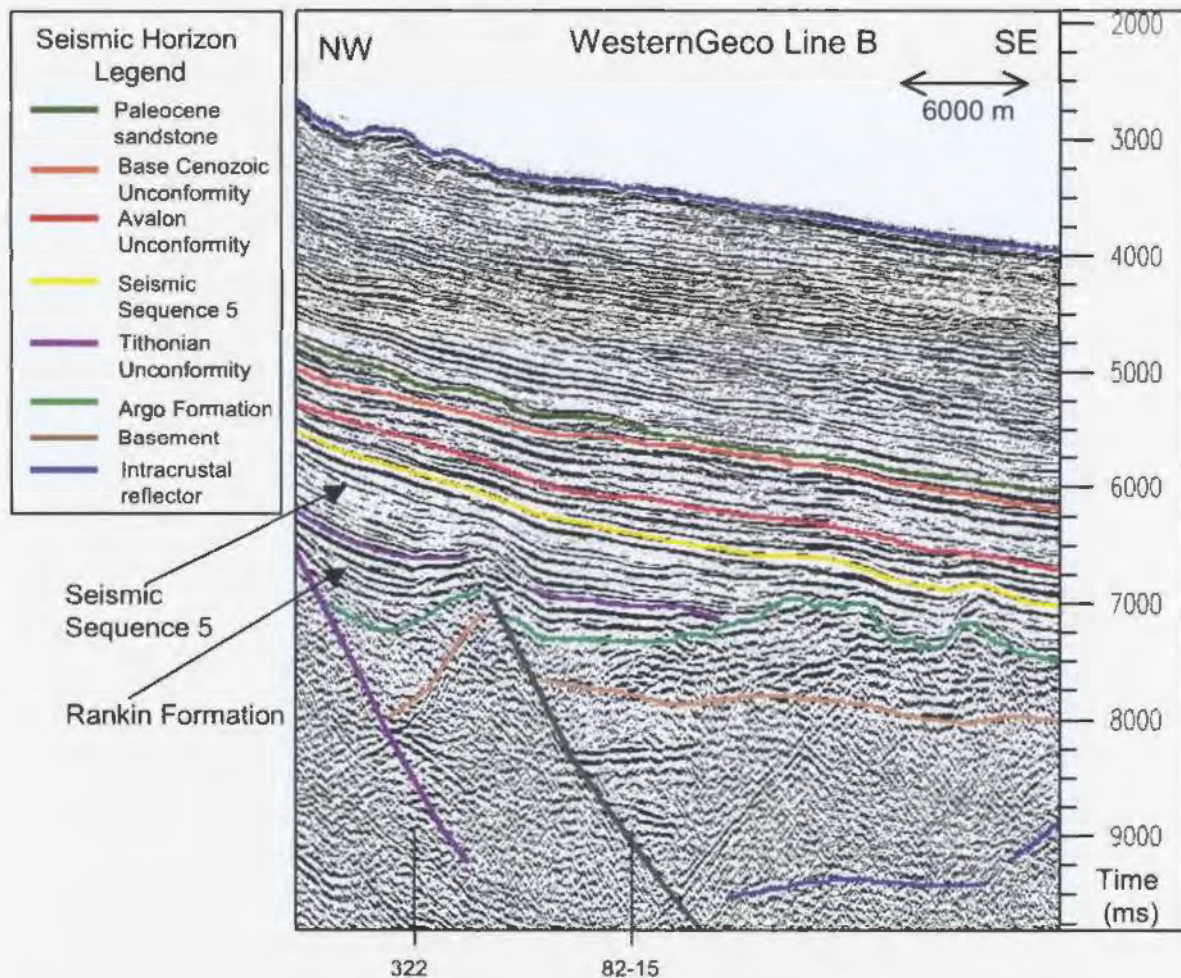 Seismic Horizon
Legend
Paleocene
sandstone
Base Cenozoic
Unconformity
Avalon
Unconformity
Seismic
Sequence 5
Tithonian
Unconformity
Argo Formation
Basement
Intracrustal
reflector
NW
WesternGeco Line B
SE
6000 m
2000
3000
4000
5000
6000
7000
8000
9000
Time
(ms)
Seismic
Sequence 5
Rankin Formation
322
82-15